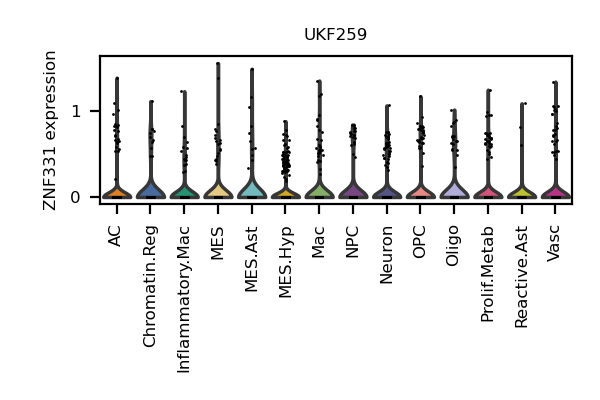 UKF259
ZNF331 expression
1
0
AC
Chromatin.Reg
Inflammatory.Mac
MES
MES.Ast
MES.Hyp
Mac
NPC
Neuron
OPC
Oligo
Prolif.Metab
Reactive.Ast
Vasc